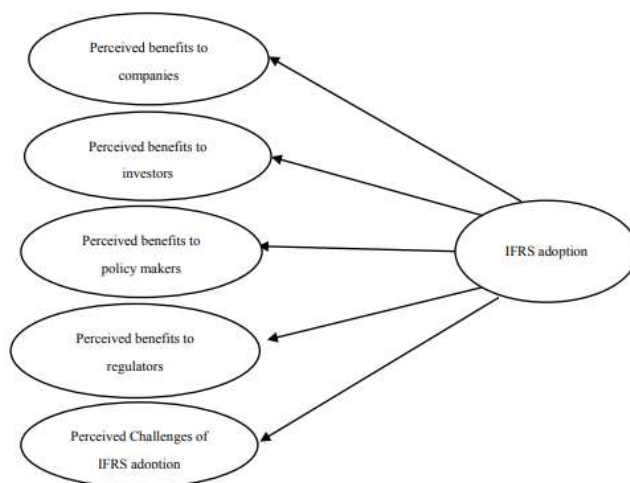 Perceived benefits to
companies
Perceived benefits to
investors
Perceived benefits to
policy makers
IFRS adoption
Perceived benefits to
regulators
Perceived Challenges of
IFRS adoption